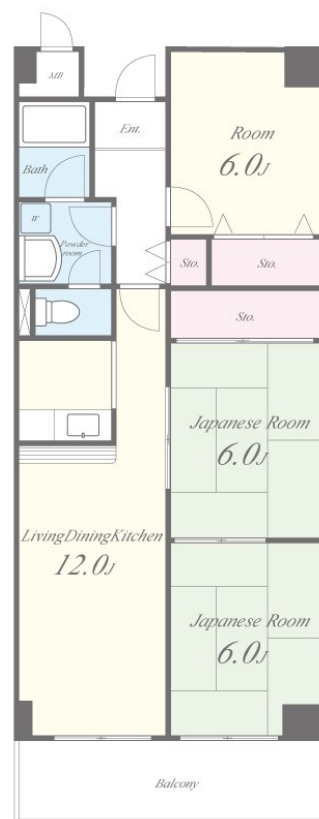 MB
Ent.
Room
6.0J
Bath
W
Powder
room
Sto.
Sto.
Sto.
Japanese Room
6.0J
LivingDiningKitchen
12.0J
Japanese Room
6.0J
Balcony